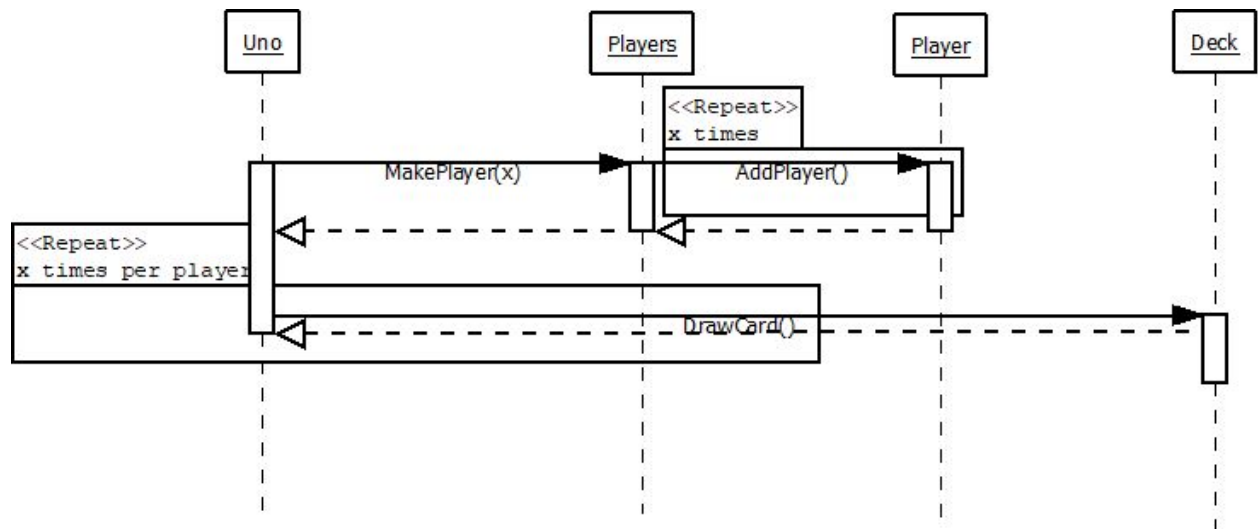 Uno
Players
Player
Deck
<<Repeat>>
x times
MakePlayer(x)
AddPlayer()
<<Repeat>>
x times per player
DrawCard()